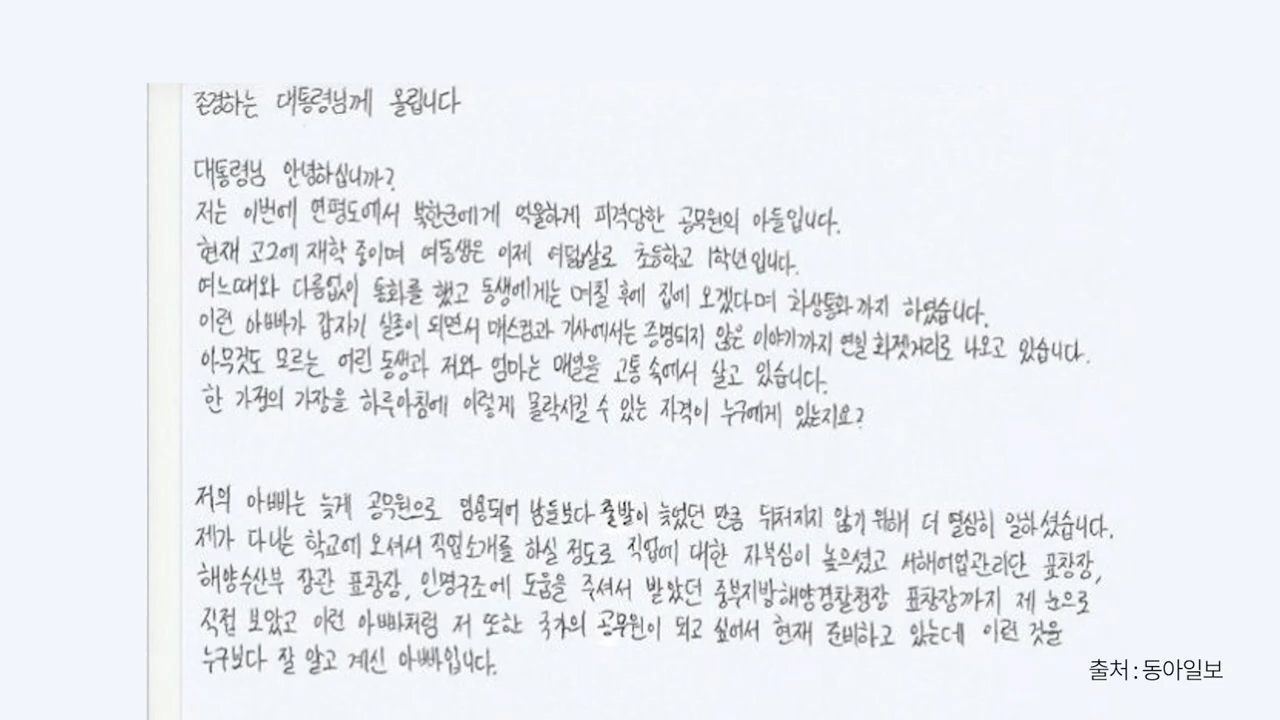 존경하는 대통령님께 올립니다
대통령님 안녕하십니까?
저는 이번에 연평도에서 북한군에게 억울하게 피격당한 공무원의 아들입니다.
현재 고2에 재학 중이며 여동생은 이제 여덟살로 초등학교 1학년입니다.
여느때와 다름없이 통화를 했고 동생에게는 며칠 후에 집에 오겠다며 화상통화까지 하였습니다.
이런 아빠가 갑자기 실종이 되면서 매스컴과 기사에서는 증명되지 않은 이야기까지 연일 화젯거리로 나오고 있습니다.
아무것도 모르는 어린 동생과 저와 엄마는 매일을 고통 속에서 살고 있습니다.
한 가정의 가장을 하루아침에 이렇게 몰락시킬 수 있는 자격이 누구에게 있는지요?
저의 아빠는 늦게 공무원으로 임용되어 남들보다 출발이 늦었던 만큼 뒤처지지 않기 위해 더 열심히 일하셨습니다.
제가 다니는 학교에 오셔서 직업소개를 하실 정도로 직업에 대한 자부심이 높으셨고 서해어업관리단 표창장,
해양수산부 장관 표창장, 인명구조에 도움을 주셔서 받았던 중부지방해양경찰청장 표창장까지 제 눈으로
직접 보았고 이런 아빠처럼 저 또한 국가의 공무원이 되고 싶어서 현재 준비하고 있는데 이런 것을
누구보다 잘 알고 계신 아빠입니다.
출처 : 동아일보